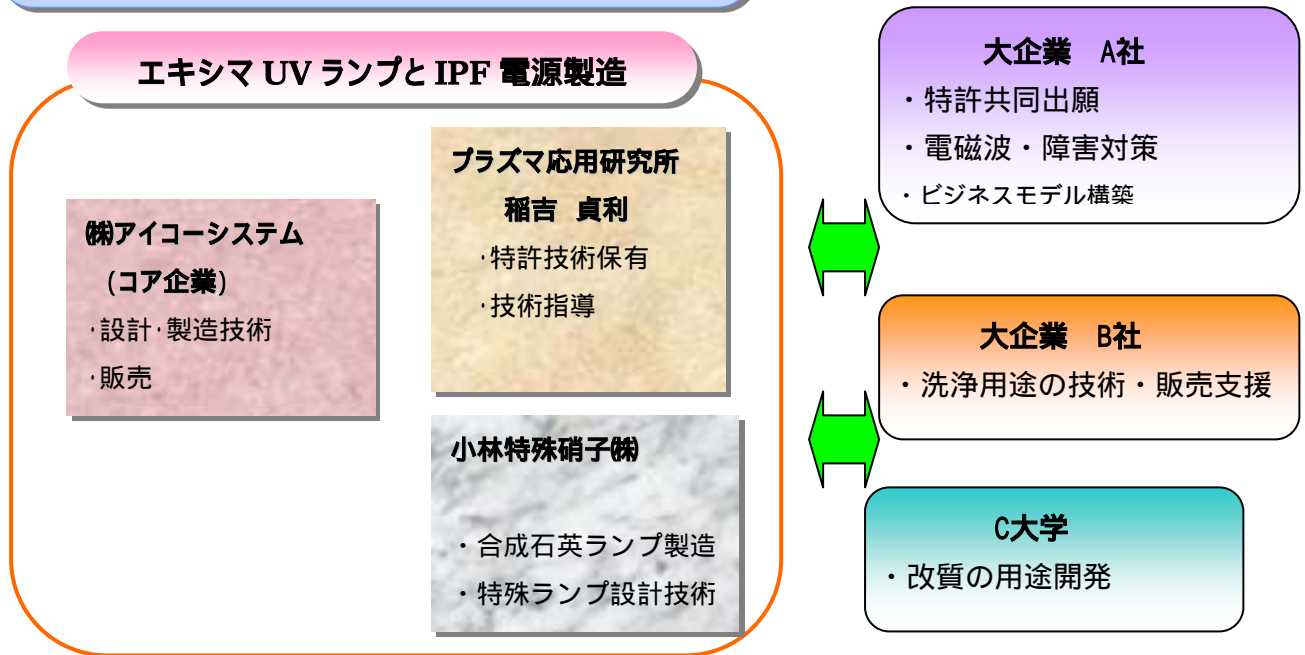 エキシマ UV ランプと IPF 電源製造
㈱アイコーシステム
(コア企業)
･設計･製造技術
･販売
プラズマ応用研究所
稲吉 貞利
･特許技術保有
･技術指導
小林特殊硝子㈱
・合成石英ランプ製造
・特殊ランプ設計技術
大企業　A社
・特許共同出願
・電磁波・障害対策
・ビジネスモデル構築
大企業　B社
・洗浄用途の技術・販売支援
C大学
・改質の用途開発